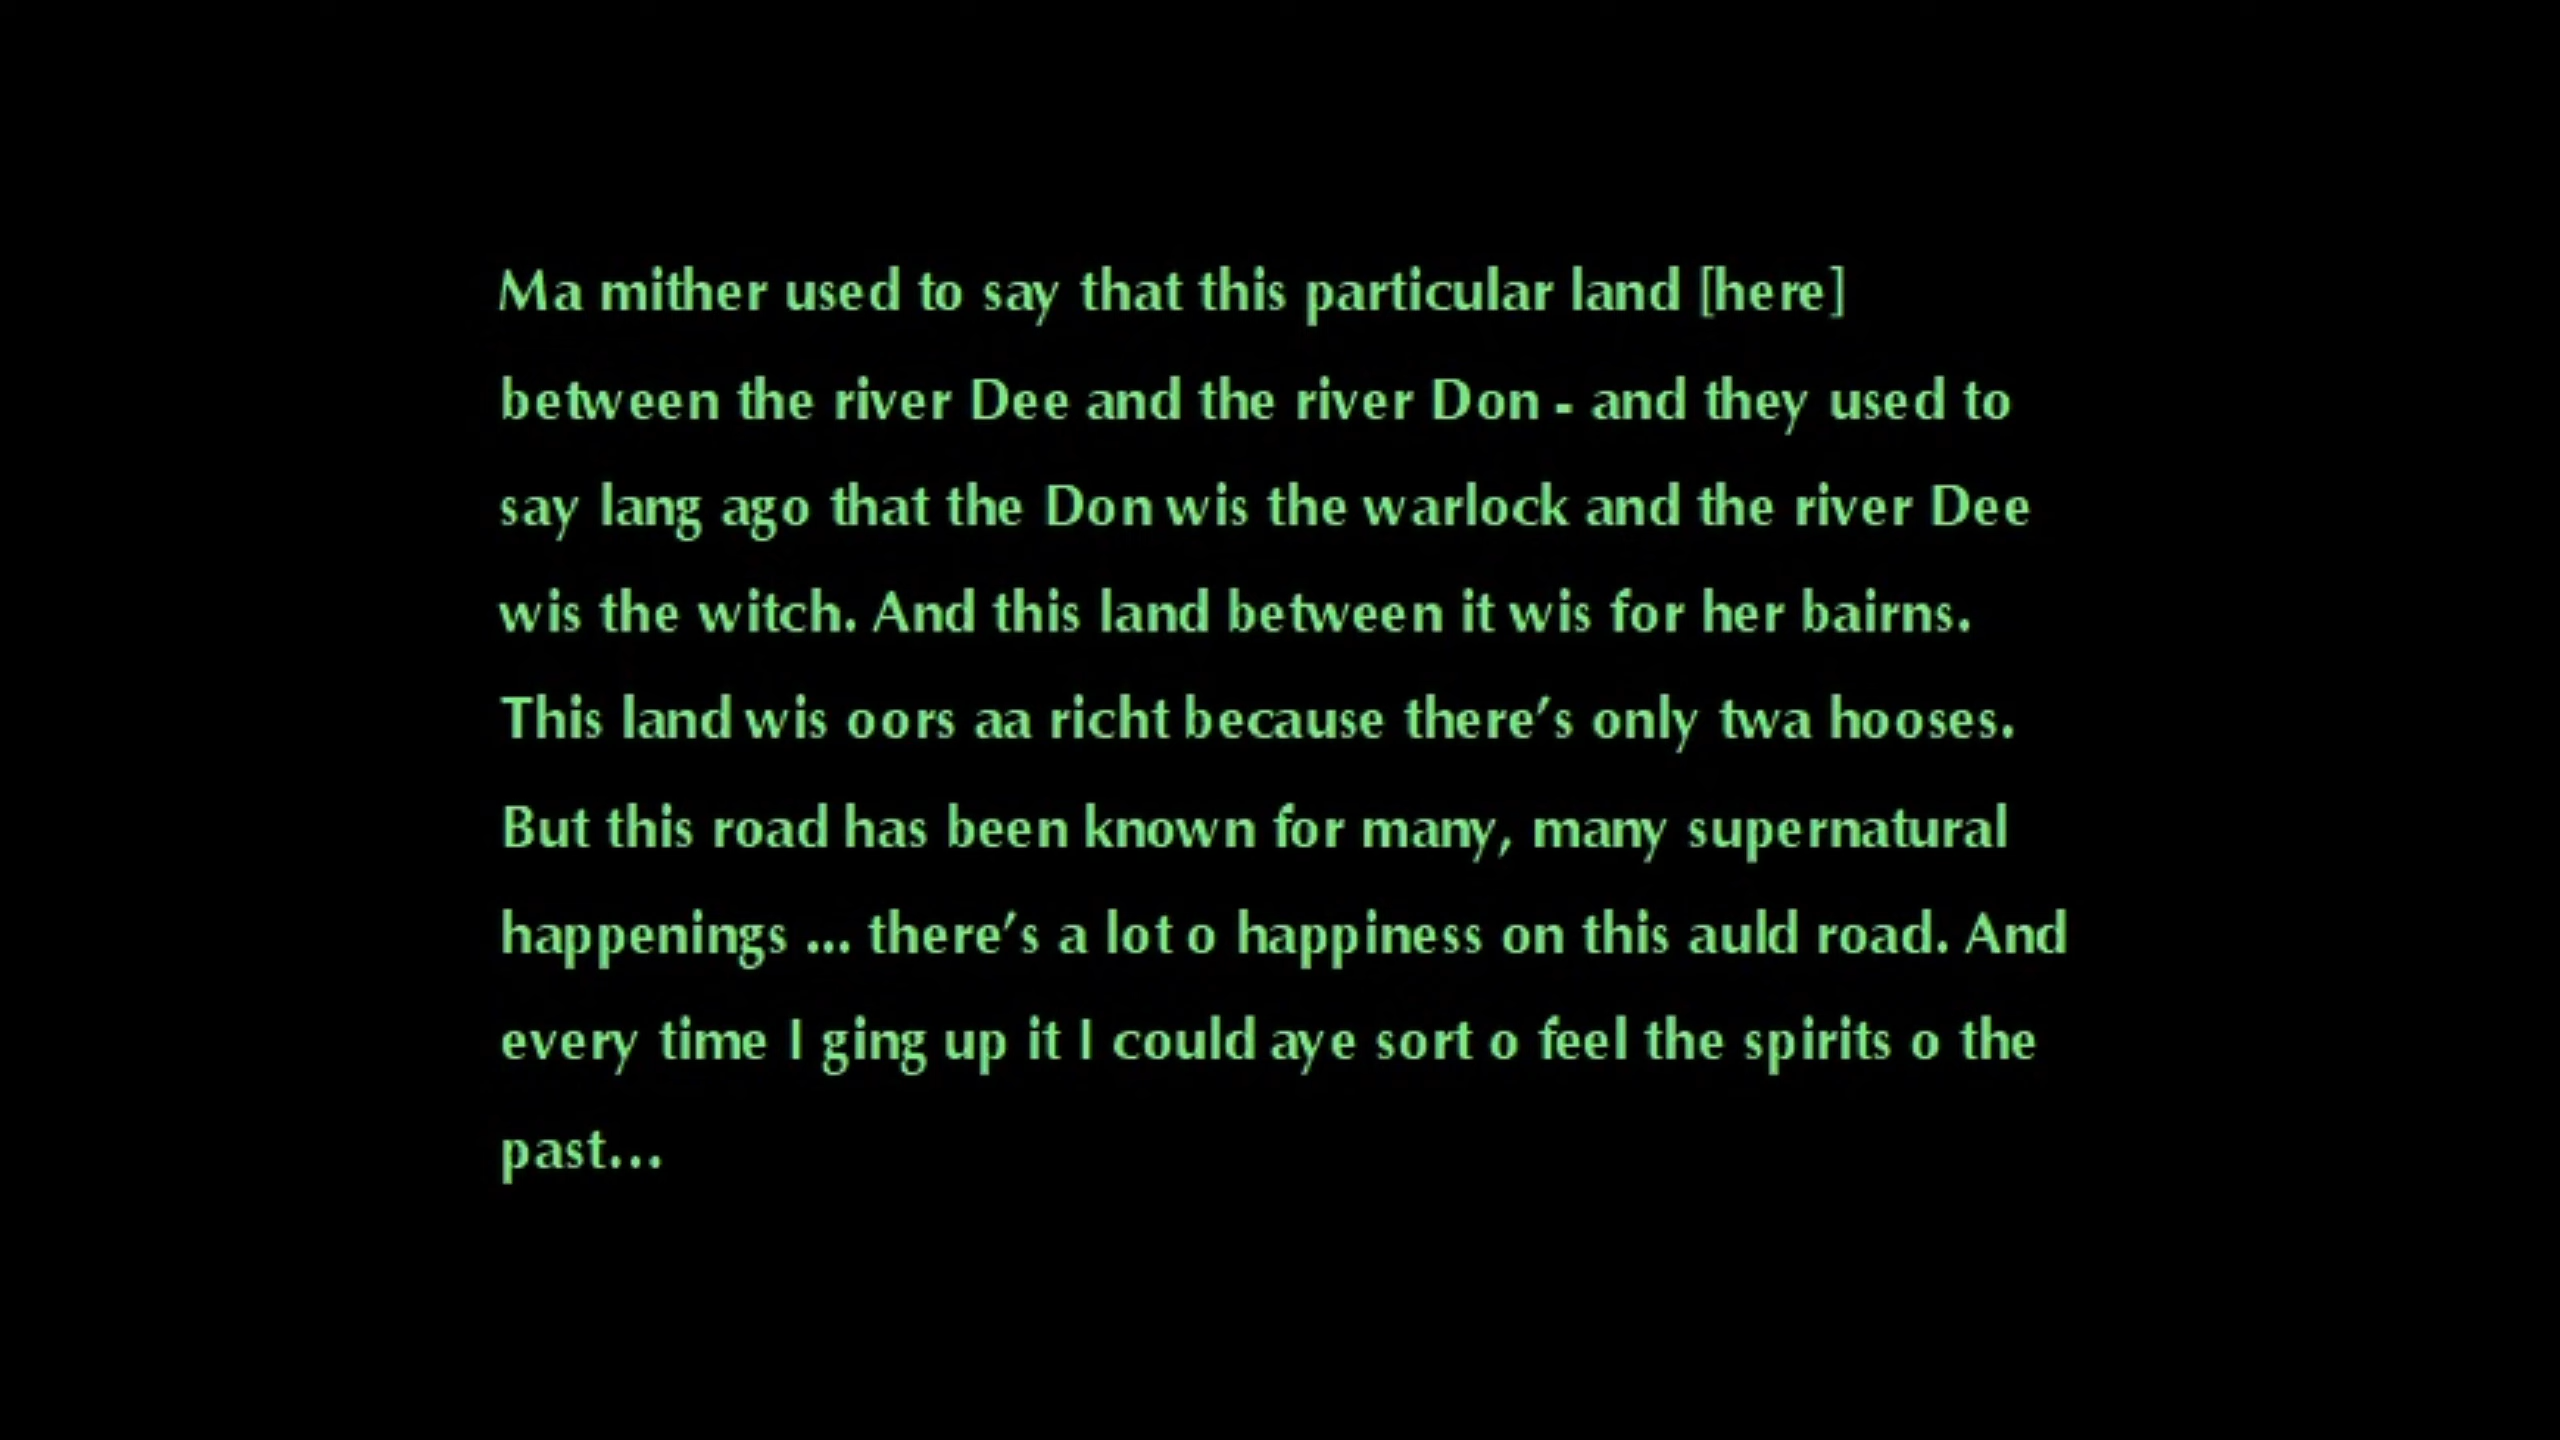 Ma mither used to say that this particular land [here]
between the river Dee and the river Don - and they used to
say lang ago that the Don wis the warlock and the river Dee
wis the witch. And this land between it wis for her bairns.
This land wis oors aa richt because there’s only twa hooses.
But this road has been known for many, many supernatural
happenings ... there’s a lot o happiness on this auld road. And
every time I ging up it I could aye sort o feel the spirits o the
past...